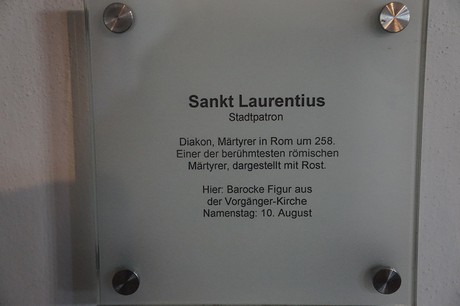 Sankt Laurentius
Stadtpatron
Diakon, Märtyrer in Rom um 258.
Einer der berühmtesten römischen
Märtyrer, dargestellt mit Rost.
Hier: Barocke Figur aus
der Vorgänger-Kirche
Namenstag: 10. August